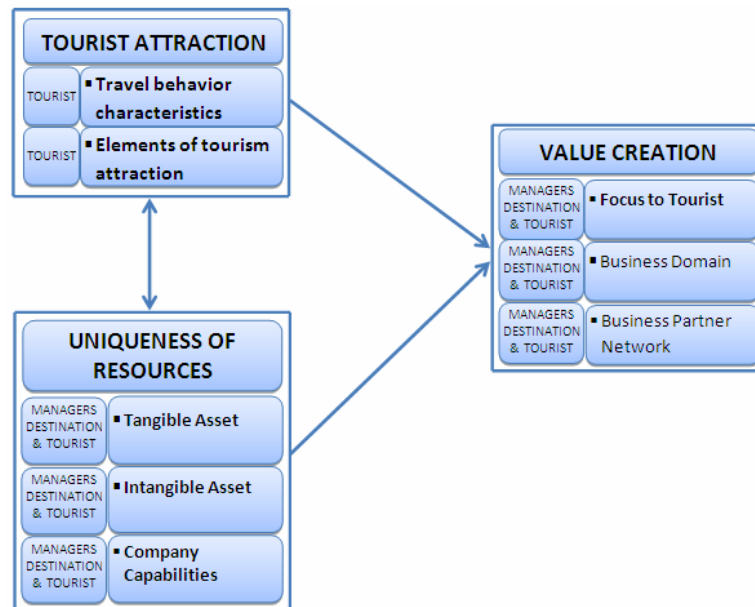 TOURIST ATTRACTION
TOURIST
▪ Travel behavior
characteristics
TOURIST
▪ Elements of tourism
attraction
UNIQUENESS OF
RESOURCES
MANAGERS
DESTINATION
& TOURIST
▪ Tangible Asset
MANAGERS
DESTINATION
& TOURIST
▪ Intangible Asset
MANAGERS
DESTINATION
& TOURIST
▪ Company
Capabilities
VALUE CREATION
MANAGERS
DESTINATION
& TOURIST
▪ Focus to Tourist
MANAGERS
DESTINATION
& TOURIST
▪ Business Domain
MANAGERS
DESTINATION
& TOURIST
▪ Business Partner
Network